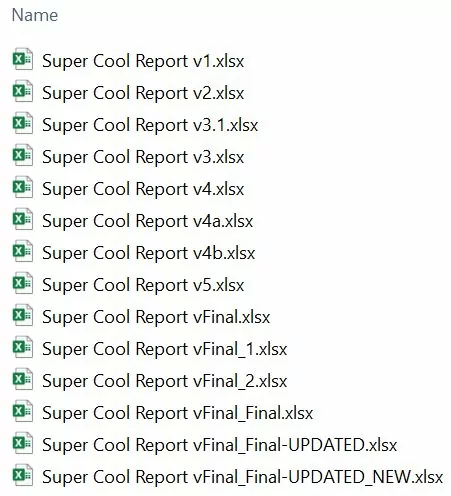 Name
Super Cool Report v1.xlsx
Super Cool Report v2.xlsx
Super Cool Report v3.1.xlsx
Super Cool Report v3.xlsx
Super Cool Report v4.xlsx
Super Cool Report v4a.xlsx
Super Cool Report v4b.xlsx
Super Cool Report v5.xlsx
Super Cool Report vFinal.xlsx
Super Cool Report vFinal_1.xlsx
Super Cool Report vFinal_2.xlsx
Super Cool Report vFinal_Final.xlsx
Super Cool Report vFinal_Final-UPDATED.xlsx
Super Cool Report vFinal_Final-UPDATED_NEW.xlsx